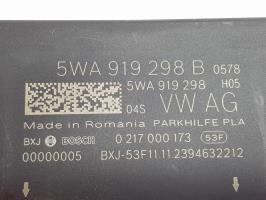 5WA 919 298 B 0578
5WA 919 298 H05
04S VW AG
Made in Romania PARKHILFE PLA
BXJ BOSCH 0 217 000 173 53F
00000005 BXJ-53F11.11.2394632212